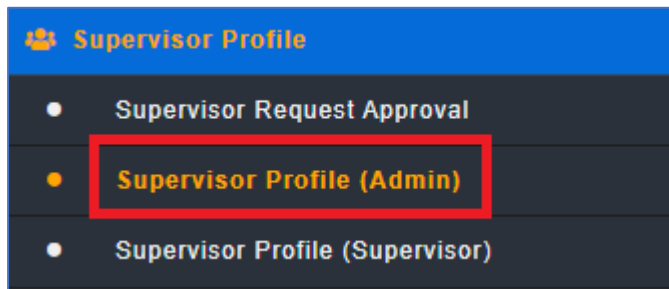 Supervisor Profile
Supervisor Request Approval
Supervisor Profile (Admin)
Supervisor Profile (Supervisor)